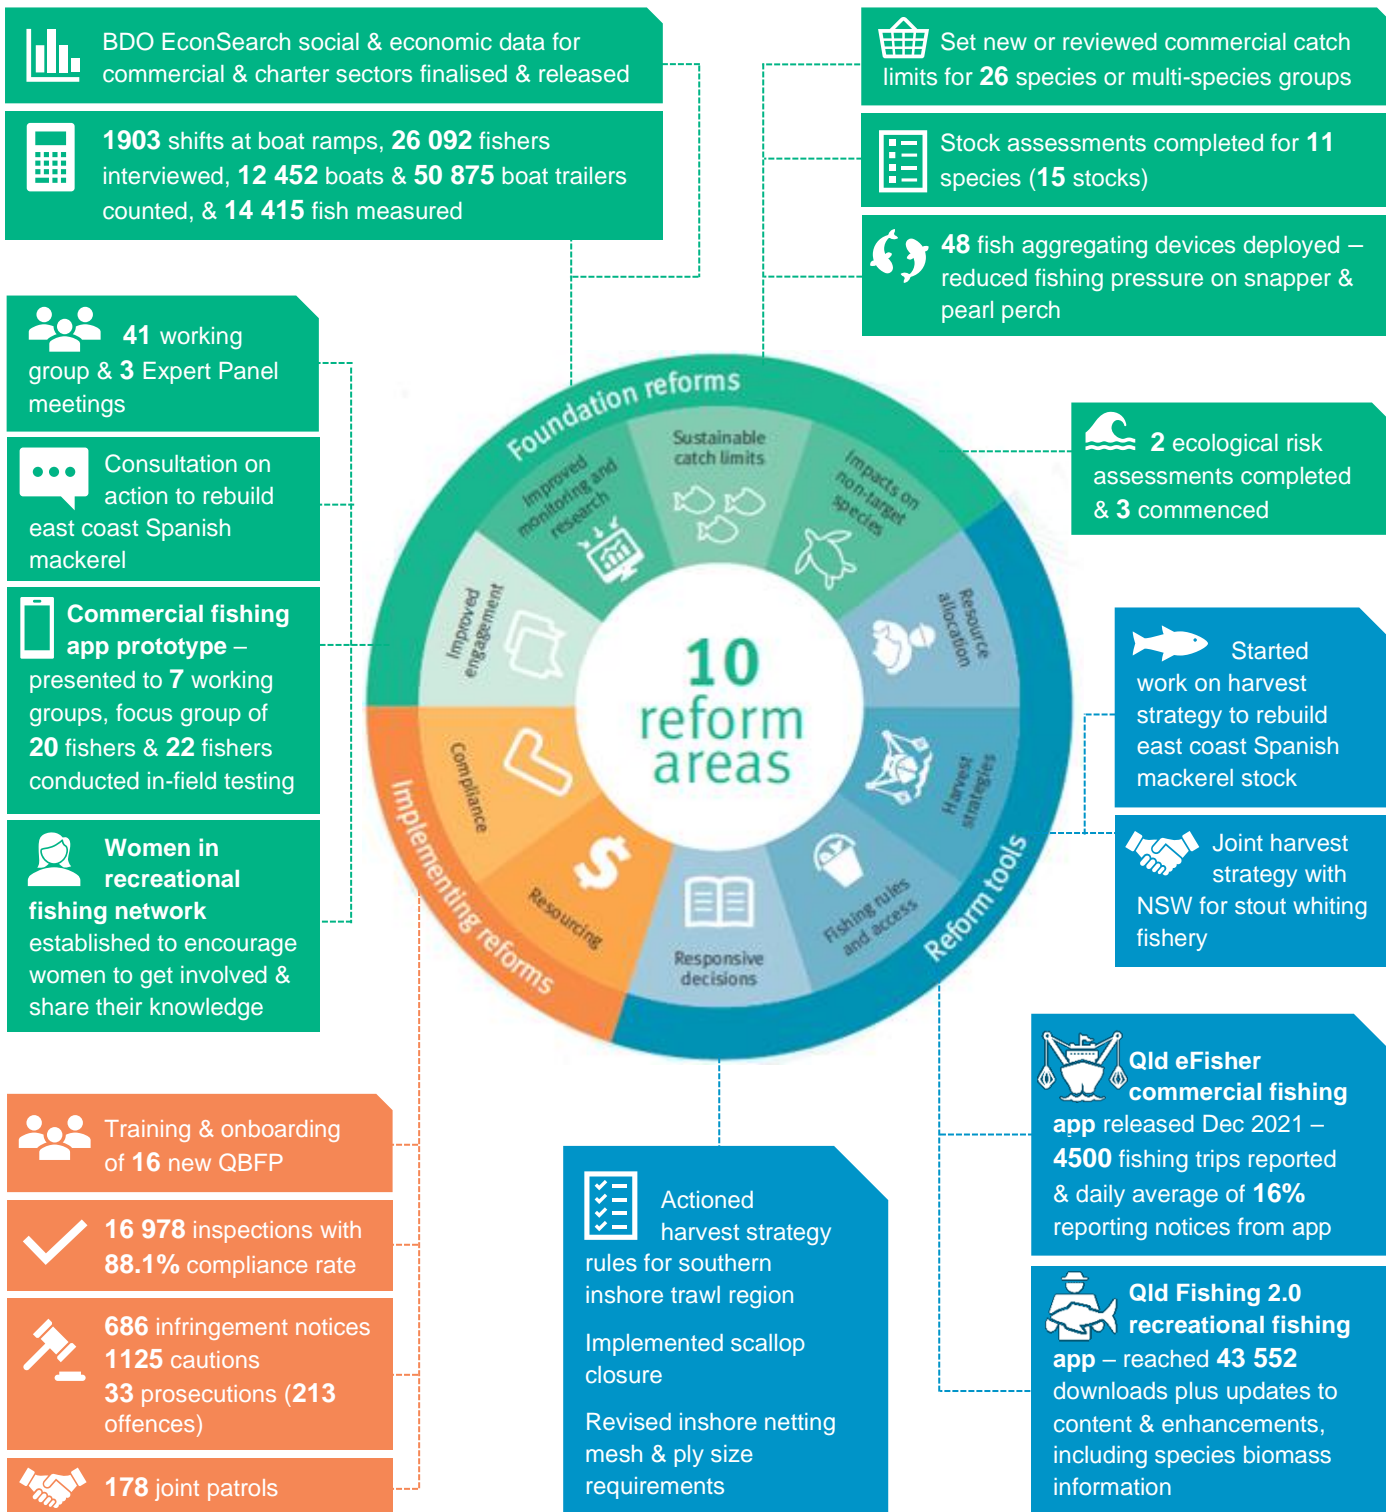 BDO EconSearch social & economic data for
commercial & charter sectors finalised & released
1903 shifts at boat ramps, 26 092 fishers
interviewed, 12 452 boats & 50 875 boat trailers
counted, & 14 415 fish measured
Set new or reviewed commercial catch
limits for 26 species or multi-species groups
Stock assessments completed for 11
species (15 stocks)
48 fish aggregating devices deployed –
reduced fishing pressure on snapper &
pearl perch
41 working
group & 3 Expert Panel
meetings
Consultation on
action to rebuild
east coast Spanish
mackerel
Commercial fishing
app prototype –
presented to 7 working
groups, focus group of
20 fishers & 22 fishers
conducted in-field testing
Women in
recreational
fishing network
established to encourage
women to get involved &
share their knowledge
2 ecological risk
assessments completed
& 3 commenced
Started
work on harvest
strategy to rebuild
east coast Spanish
mackerel stock
Joint harvest
strategy with
NSW for stout whiting
fishery
Foundation reforms
Improved
monitoring and
research
Sustainable
catch limits
Impacts on
non-target
species
Improved
engagement
Resource
allocation
10
reform
areas
Compliance
Harvest
strategies
Resourcing
Responsive
decisions
Fishing rules
and access
Implementing reforms
Reform tools
Training & onboarding
of 16 new QBFP
16 978 inspections with
88.1% compliance rate
686 infringement notices
1125 cautions
33 prosecutions (213
offences)
178 joint patrols
Actioned
harvest strategy
rules for southern
inshore trawl region
Implemented scallop
closure
Revised inshore netting
mesh & ply size
requirements
Qld eFisher
commercial fishing
app released Dec 2021 –
4500 fishing trips reported
& daily average of 16%
reporting notices from app
Qld Fishing 2.0
recreational fishing
app – reached 43 552
downloads plus updates to
content & enhancements,
including species biomass
information